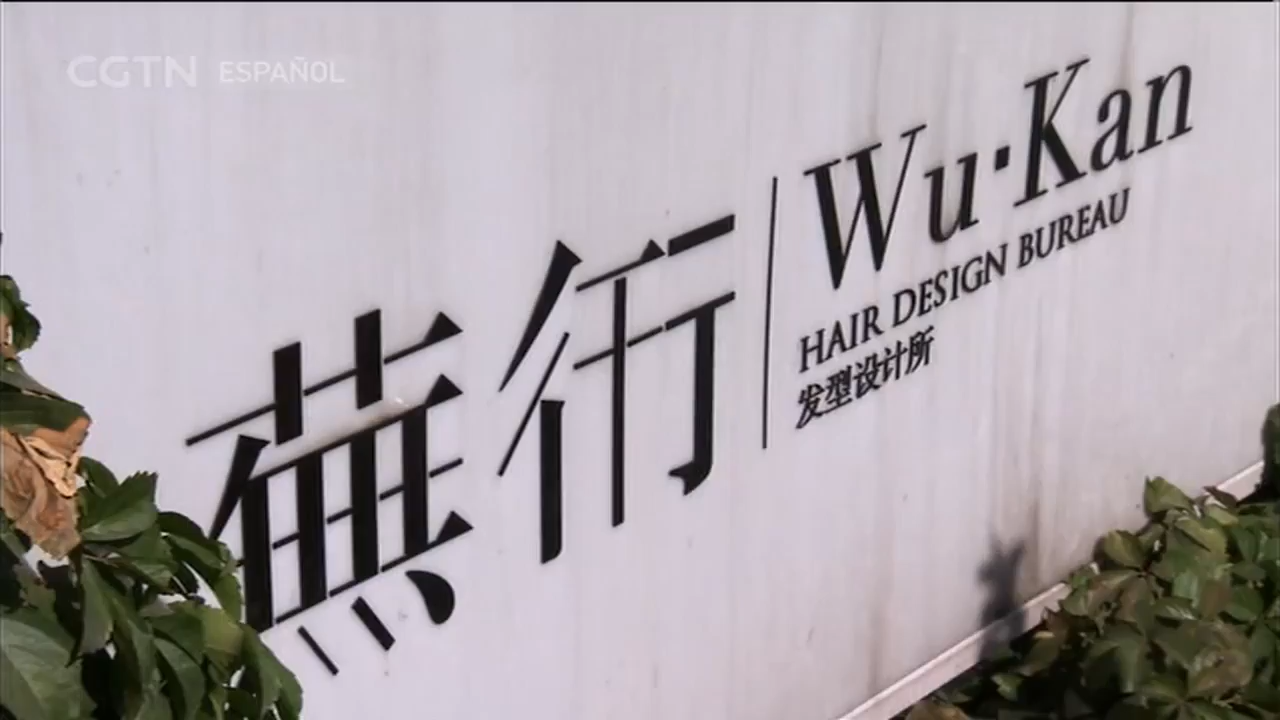 CGTN ESPAÑOL
蕪衎
Wu·Kan
HAIR DESIGN BUREAU
发型设计所